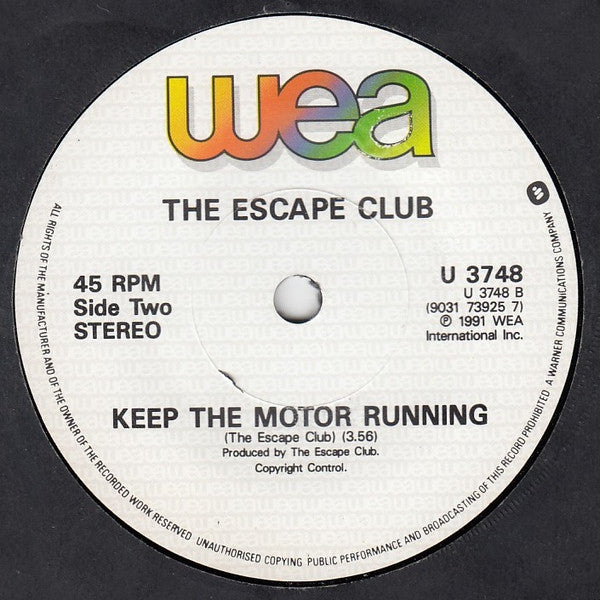 wea
THE ESCAPE CLUB
45 RPM
Side Two
STEREO
U 3748
U 3748 B
(9031 73925 7)
℗ 1991 WEA
International Inc.
KEEP THE MOTOR RUNNING
(The Escape Club) (3.56)
Produced by The Escape Club.
Copyright Control.
ALL RIGHTS OF THE MANUFACTURER AND OF THE OWNER OF THE RECORDED WORK RESERVED. UNAUTHORISED COPYING, PUBLIC PERFORMANCE AND BROADCASTING OF THIS RECORD PROHIBITED. A WARNER COMMUNICATIONS COMPANY